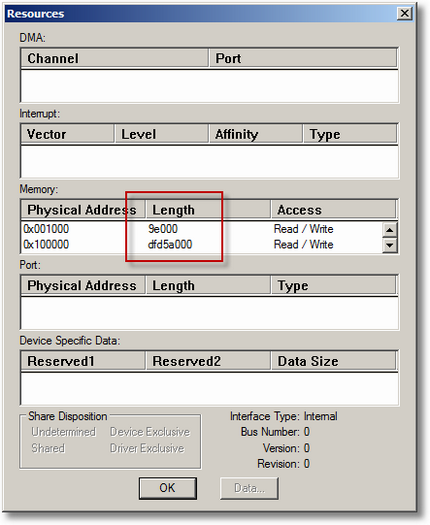 Resources
DMA:
Channel Port
Interrupt:
Vector Level Affinity Type
Memory:
Physical Address Length Access
0x001000 9e000 Read / Write
0x100000 dfd5a000 Read / Write
Port:
Physical Address Length Type
Device Specific Data:
Reserved1 Reserved2 Data Size
Share Disposition
Undetermined Device Exclusive
Shared Driver Exclusive
Interface Type: Internal
Bus Number: 0
Version: 0
Revision: 0
OK Data...